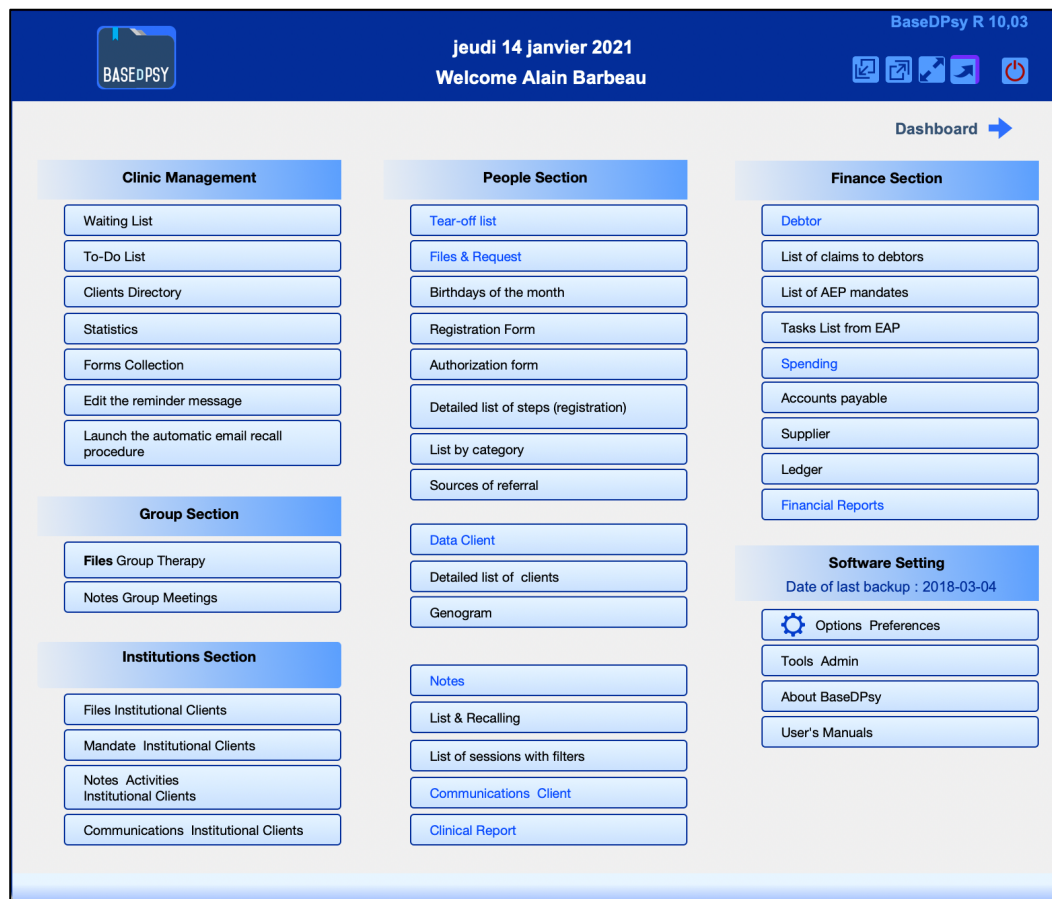 BaseDPsy R 10,03
BASEDPSY
jeudi 14 janvier 2021
Welcome Alain Barbeau
Dashboard
Clinic Management
Waiting List
To-Do List
Clients Directory
Statistics
Forms Collection
Edit the reminder message
Launch the automatic email recall
procedure
Group Section
Files Group Therapy
Notes Group Meetings
Institutions Section
Files Institutional Clients
Mandate Institutional Clients
Notes Activities
Institutional Clients
Communications Institutional Clients
People Section
Tear-off list
Files & Request
Birthdays of the month
Registration Form
Authorization form
Detailed list of steps (registration)
List by category
Sources of referral
Data Client
Detailed list of clients
Genogram
Notes
List & Recalling
List of sessions with filters
Communications Client
Clinical Report
Finance Section
Debtor
List of claims to debtors
List of AEP mandates
Tasks List from EAP
Spending
Accounts payable
Supplier
Ledger
Financial Reports
Software Setting
Date of last backup : 2018-03-04
Options Preferences
Tools Admin
About BaseDPsy
User's Manuals